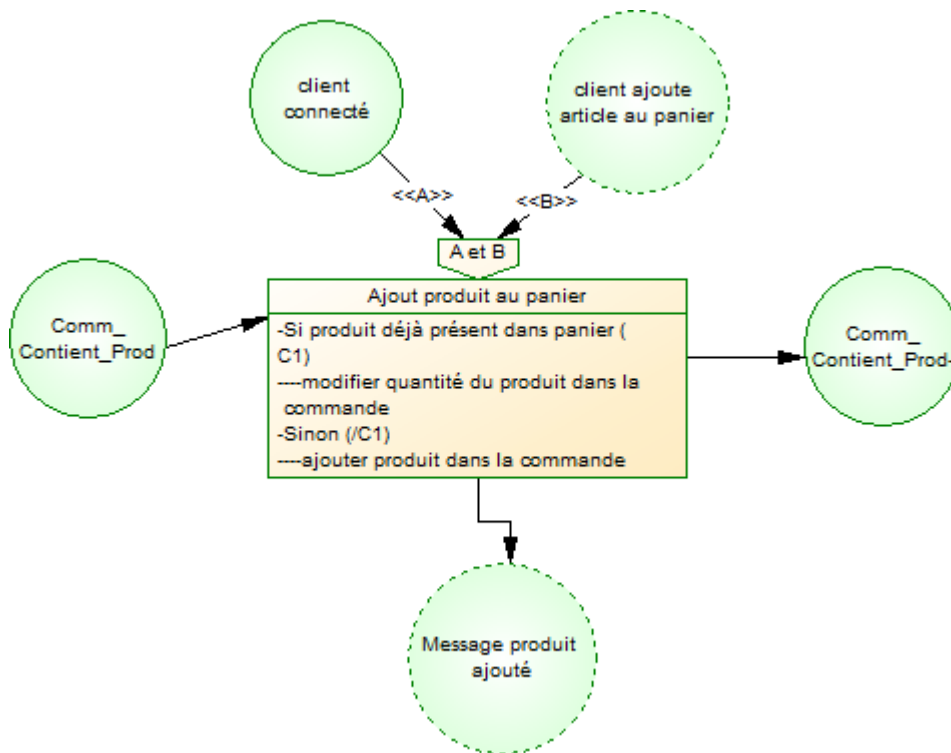 client
connecté
client ajoute
article au panier
<<A>>
<<B>>
A et B
Ajout produit au panier
-Si produit déjà présent dans panier (
C1)
----modifier quantité du produit dans la
commande
-Sinon (/C1)
----ajouter produit dans la commande
Comm_
Contient_Prod
Comm_
Contient_Prod-
Message produit
ajouté